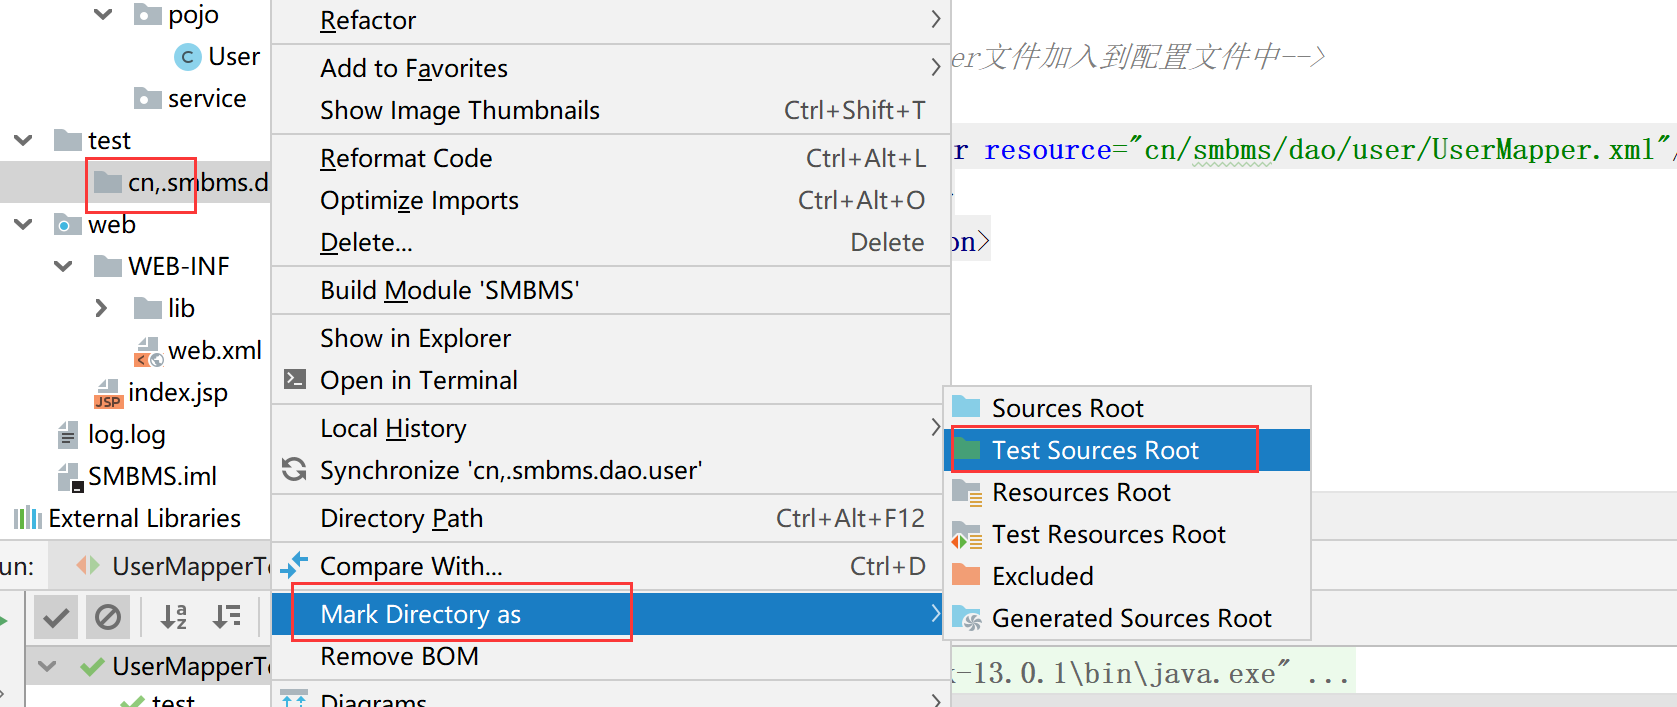 pojo
User
service
test
cn,.smbms.d
web
WEB-INF
lib
web.xml
index.jsp
log.log
SMBMS.iml
External Libraries
un:
UserMapperTe
UserMapperTe
test
Refactor
Add to Favorites
Show Image Thumbnails Ctrl+Shift+T
Reformat Code Ctrl+Alt+L
Optimize Imports Ctrl+Alt+O
Delete... Delete
Build Module 'SMBMS'
Show in Explorer
Open in Terminal
Local History
Synchronize 'cn,.smbms.dao.user'
Directory Path Ctrl+Alt+F12
Compare With... Ctrl+D
Mark Directory as
Remove BOM
Diagrams
Sources Root
Test Sources Root
Resources Root
Test Resources Root
Excluded
Generated Sources Root
er文件加入到配置文件中-->
r resource="cn/smbms/dao/user/UserMapper.xml"/
on>
-13.0.1\bin\java.exe" ...